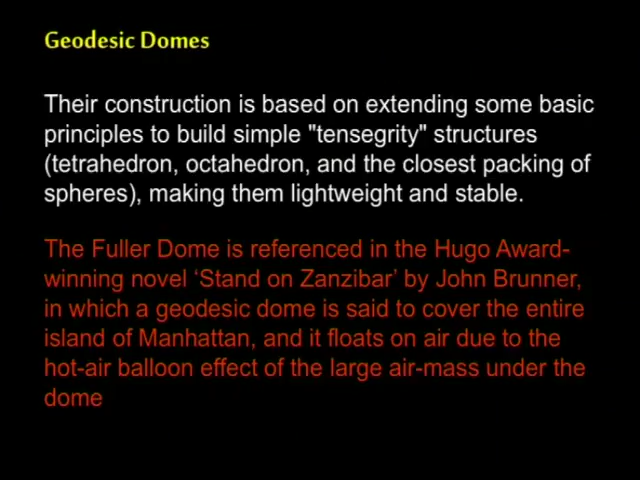 Geodesic Domes
Their construction is based on extending some basic
principles to build simple "tensegrity" structures
(tetrahedron, octahedron, and the closest packing of
spheres), making them lightweight and stable.
The Fuller Dome is referenced in the Hugo Award-
winning novel ‘Stand on Zanzibar’ by John Brunner,
in which a geodesic dome is said to cover the entire
island of Manhattan, and it floats on air due to the
hot-air balloon effect of the large air-mass under the
dome